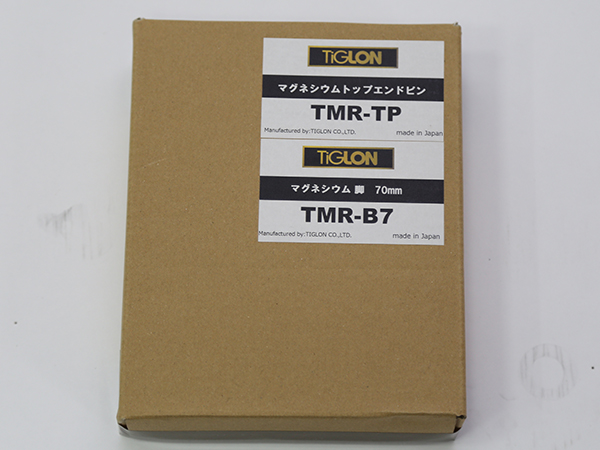 TiGLON
マグネシウムトップエンドピン
TMR-TP
Manufactured by:TIGLON CO.,LTD. made in Japan
TiGLON
マグネシウム 脚 70mm
TMR-B7
Manufactured by:TIGLON CO.,LTD. made in Japan